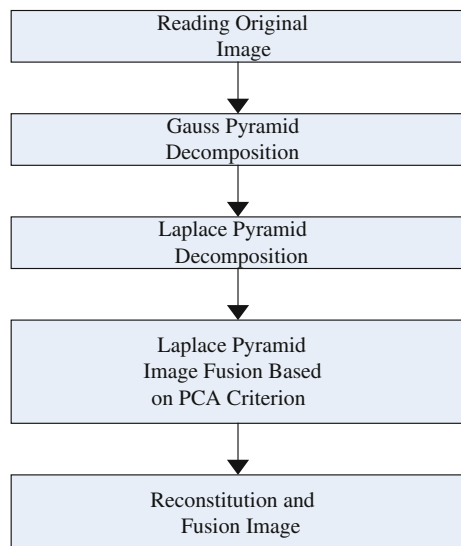 Reading Original
Image
Gauss Pyramid
Decomposition
Laplace Pyramid
Decomposition
Laplace Pyramid
Image Fusion Based
on PCA Criterion
Reconstitution and
Fusion Image